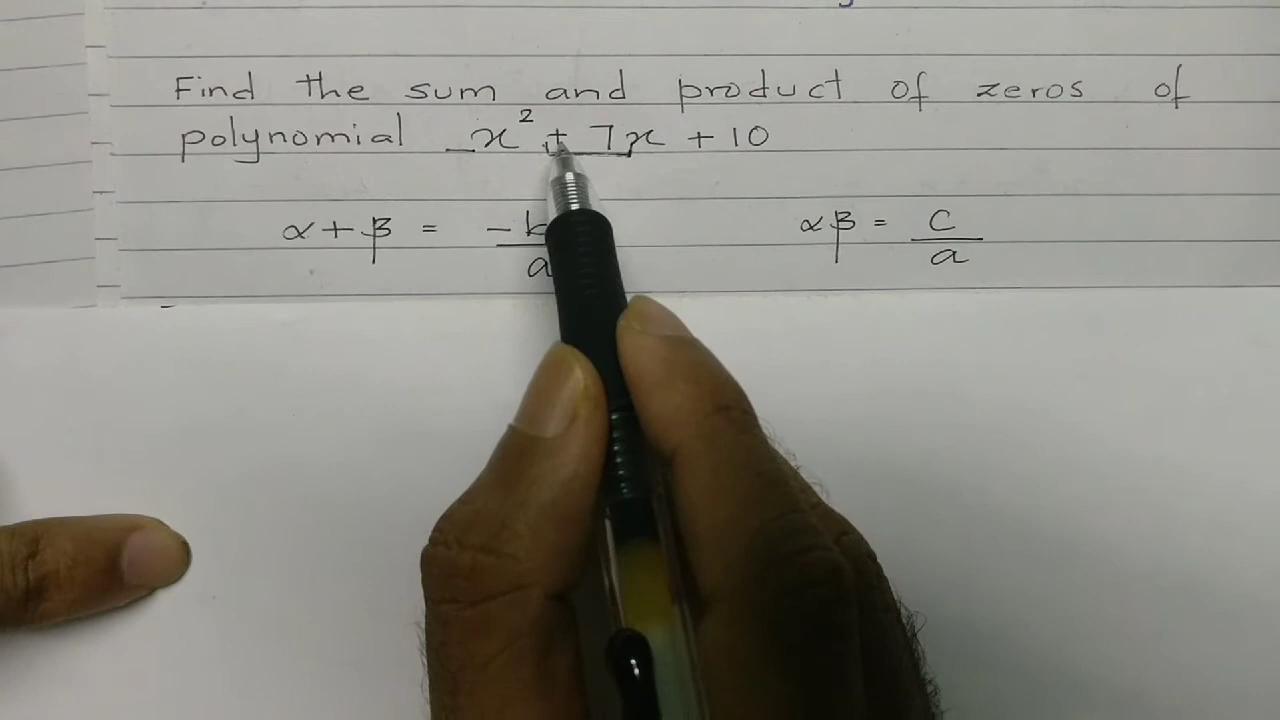 Find the sum and product of zeros of
polynomial x² + 7x + 10
α + β = -b/a αβ = c/a